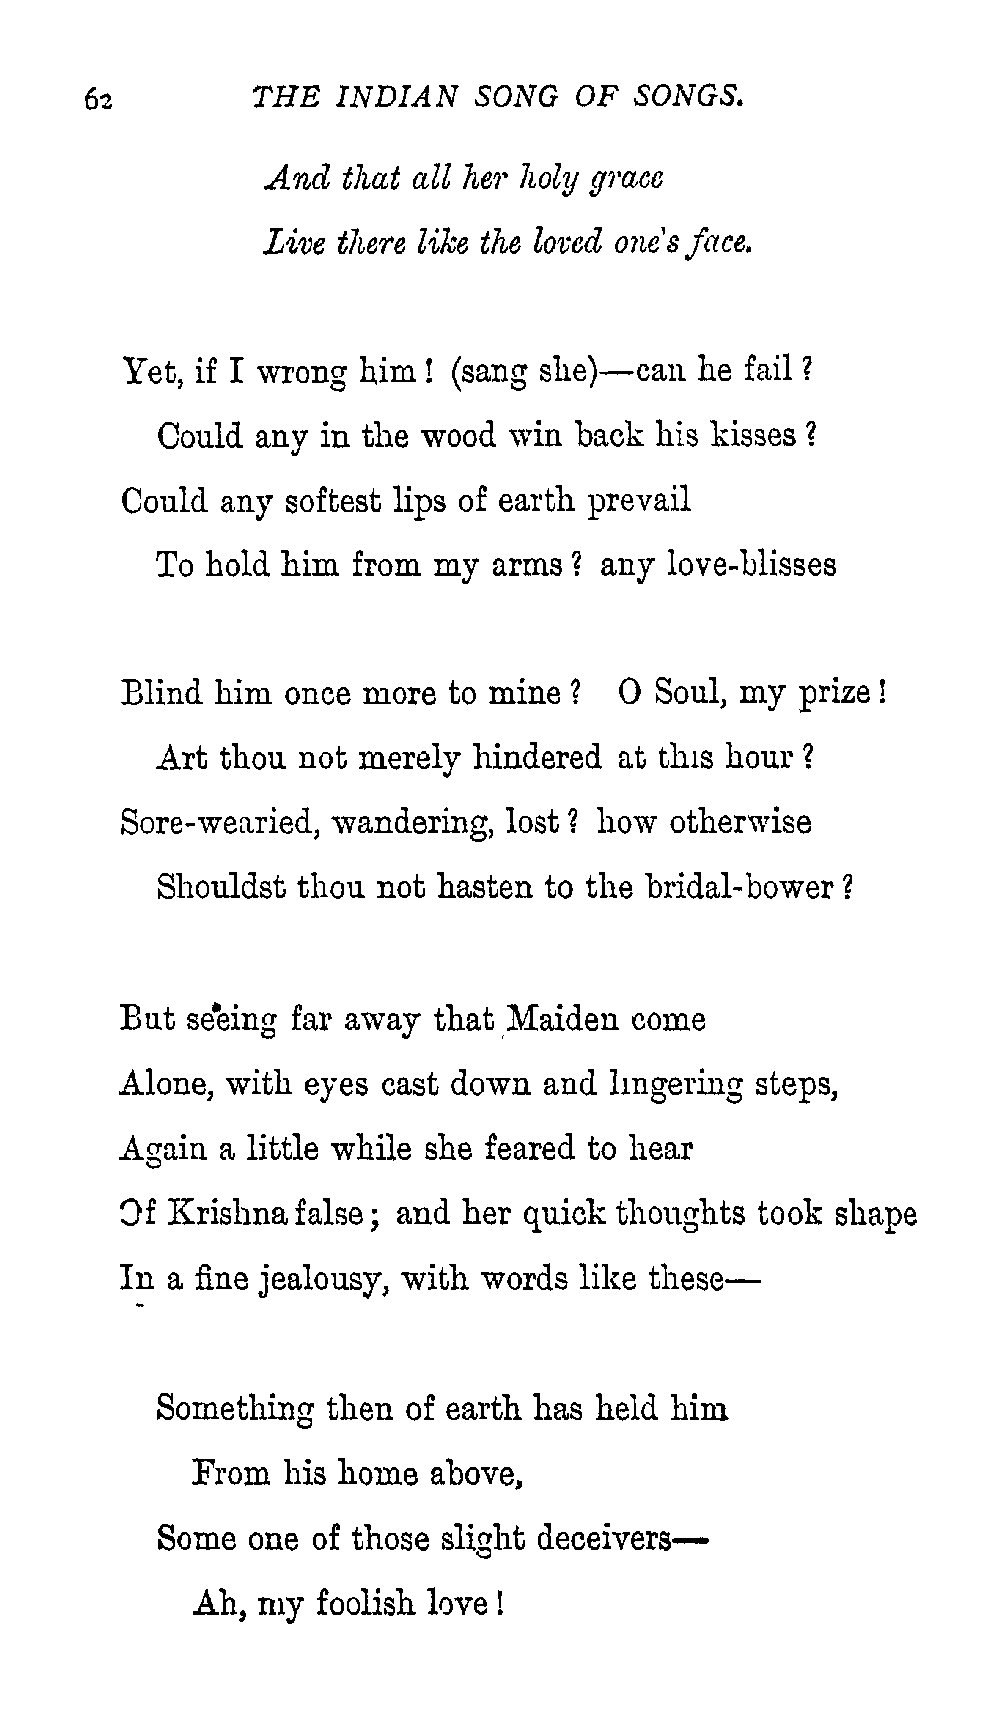 62 THE INDIAN SONG OF SONGS.
And that all her holy grace
Live there like the loved one's face.
Yet, if I wrong him! (sang she)—can he fail?
Could any in the wood win back his kisses?
Could any softest lips of earth prevail
To hold him from my arms? any love-blisses
Blind him once more to mine? O Soul, my prize!
Art thou not merely hindered at this hour?
Sore-wearied, wandering, lost? how otherwise
Shouldst thou not hasten to the bridal-bower?
But seeing far away that Maiden come
Alone, with eyes cast down and lingering steps,
Again a little while she feared to hear
Of Krishna false; and her quick thoughts took shape
In a fine jealousy, with words like these—
Something then of earth has held him
From his home above,
Some one of those slight deceivers—
Ah, my foolish love!